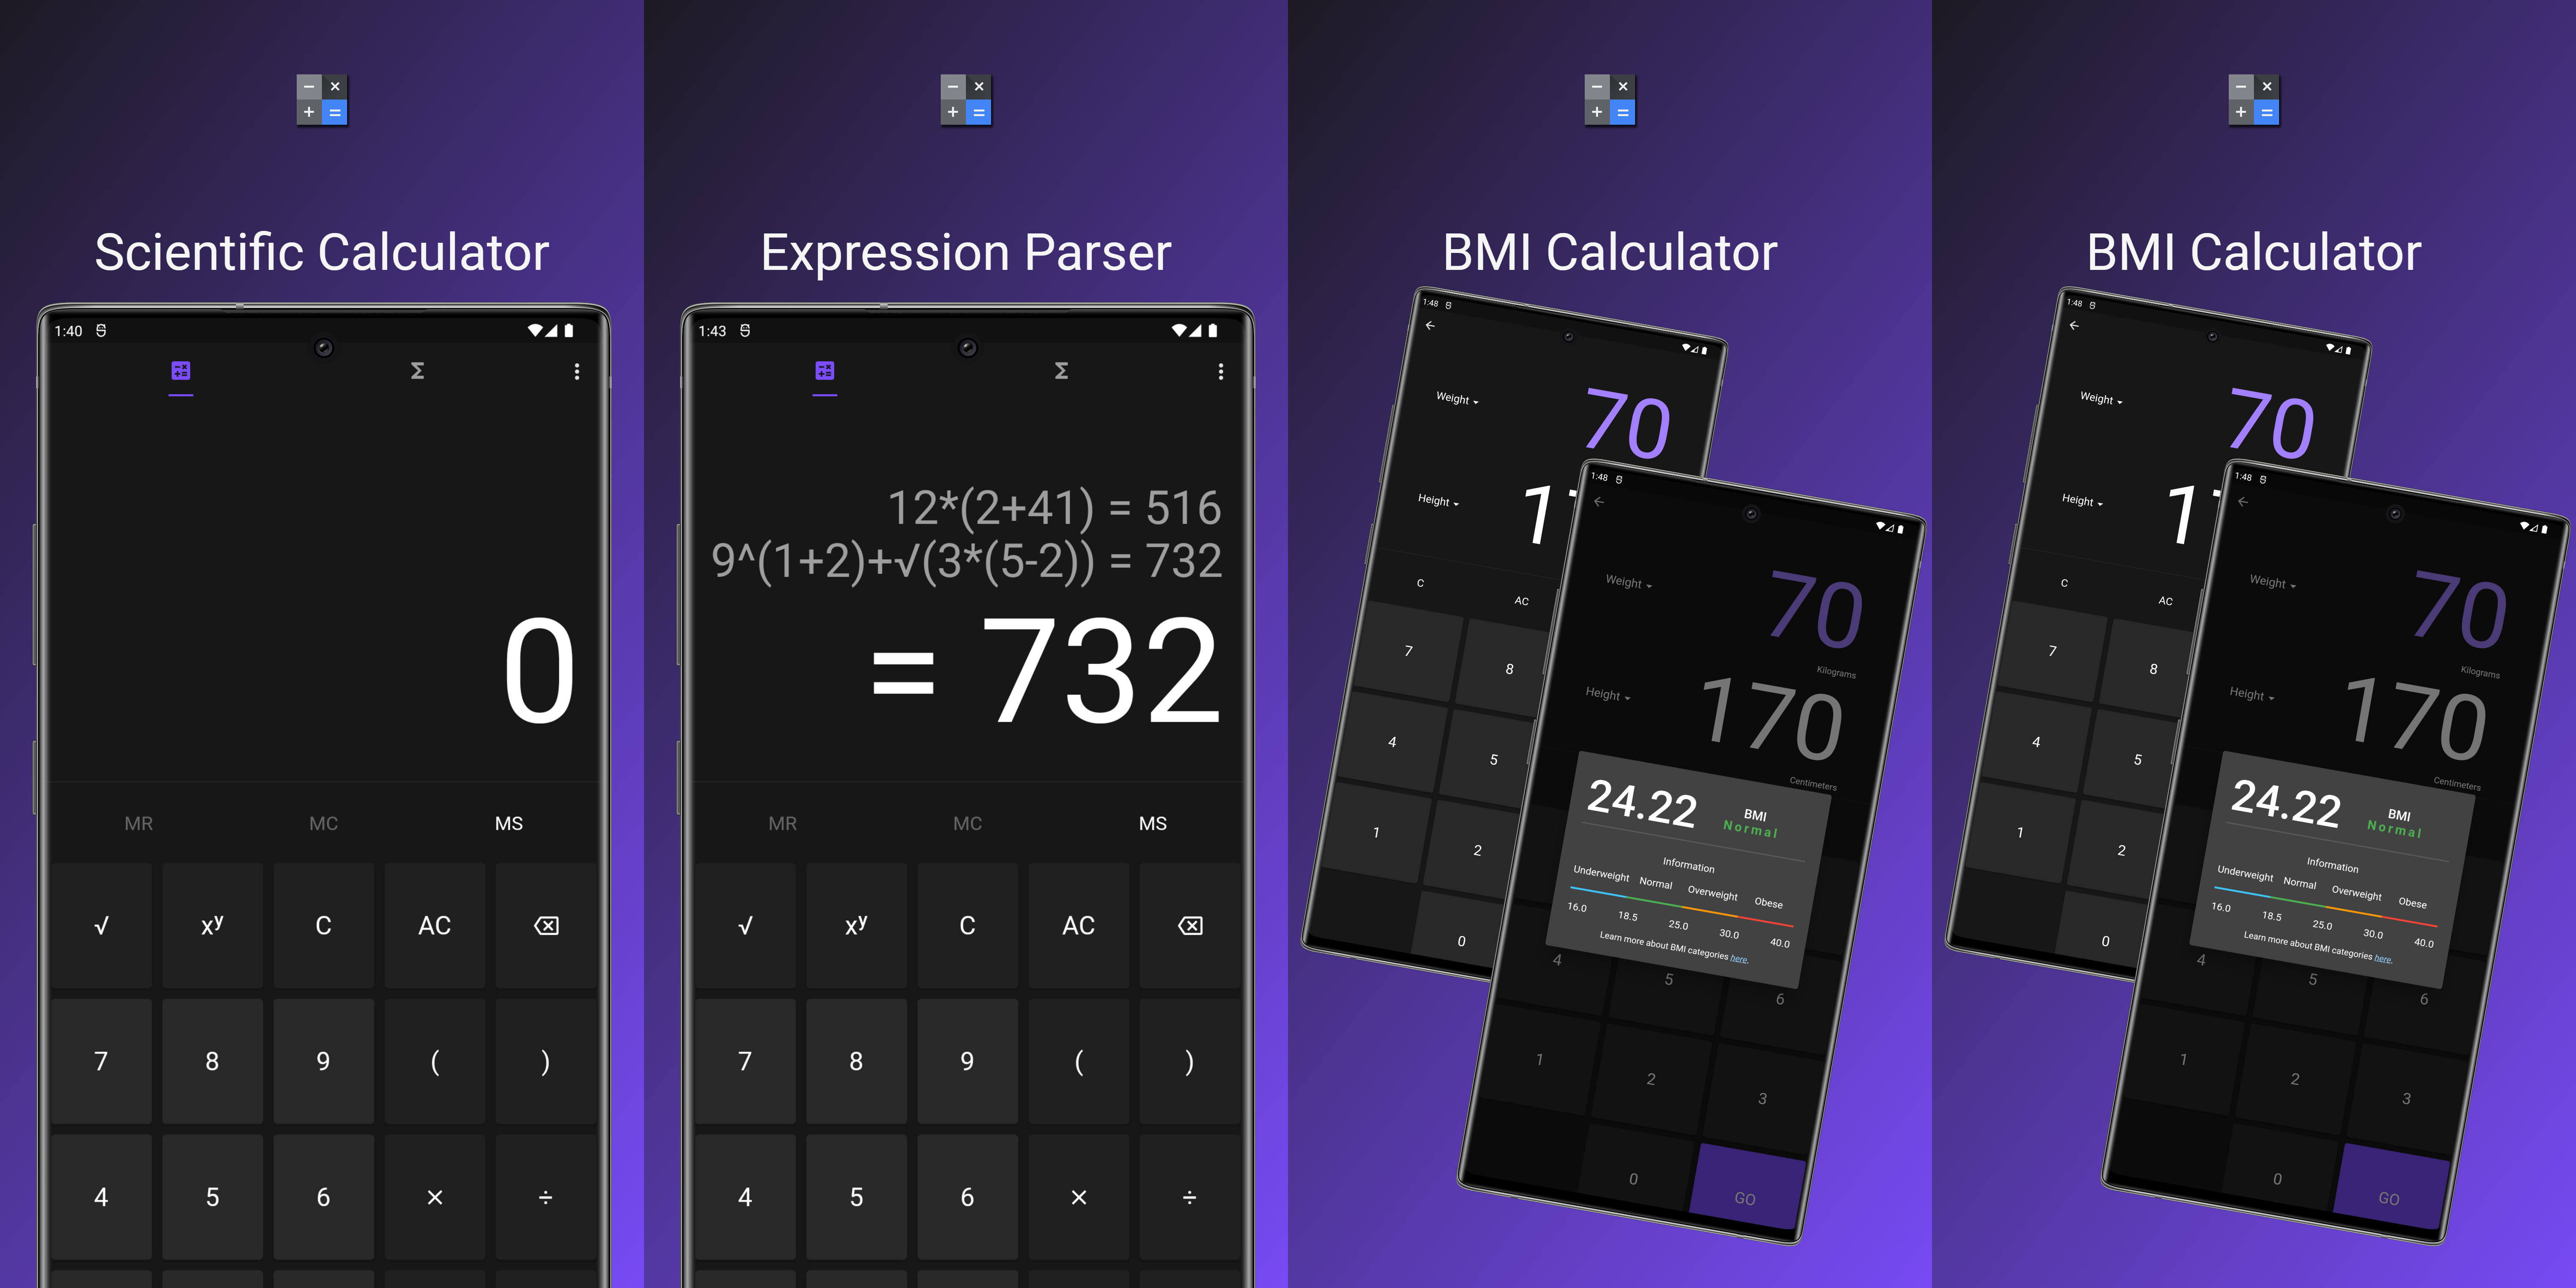 − ×
+ =
Scientific Calculator
1:40
Σ
0
MR MC MS
√ xʸ C AC
7 8 9 ( )
4 5 6 × ÷
− ×
+ =
Expression Parser
1:43
Σ
12*(2+41) = 516
9^(1+2)+√(3*(5-2)) = 732
= 732
MR MC MS
√ xʸ C AC
7 8 9 ( )
4 5 6 × ÷
− ×
+ =
BMI Calculator
1:48
Weight 70
Height 1
C AC
7 8
4 5
1 2
0
1:48
Weight 70
Kilograms
Height 170
Centimeters
24.22 BMI
Normal
Information
Underweight Normal Overweight Obese
16.0 18.5 25.0 30.0 40.0
Learn more about BMI categories here.
4 5 6
1 2 3
0 GO
− ×
+ =
BMI Calculator
1:48
Weight 70
Height 1
C AC
7 8
4 5
1 2
0
1:48
Weight 70
Kilograms
Height 170
Centimeters
24.22 BMI
Normal
Information
Underweight Normal Overweight Obese
16.0 18.5 25.0 30.0 40.0
Learn more about BMI categories here.
4 5 6
1 2 3
0 GO